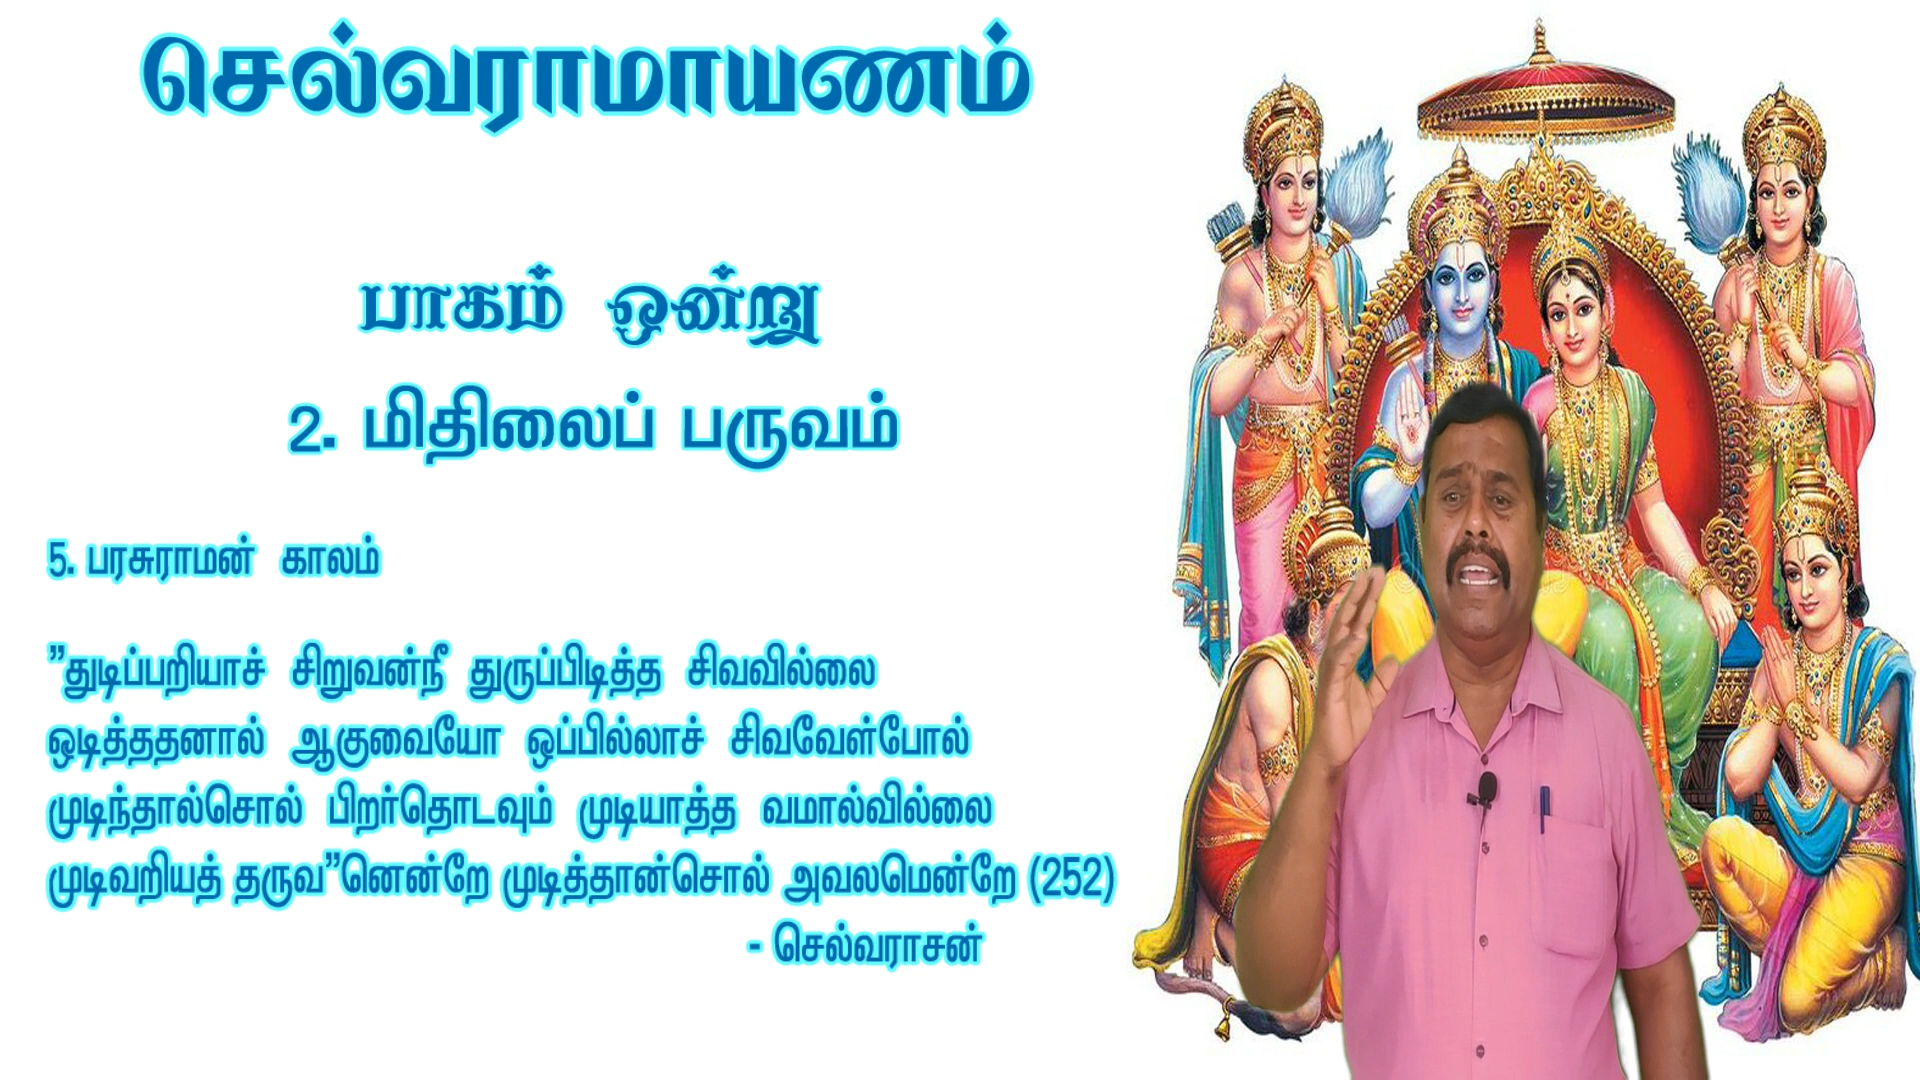 செல்வராமாயணம்
பாகம் ஒன்று
2. மிதிலைப் பருவம்
5. பரசுராமன் காலம்
”துடிப்பறியாச் சிறுவன்நீ துருப்பிடித்த சிவவில்லை
ஒடித்ததனால் ஆகுவையோ ஒப்பில்லாச் சிவவேள்போல்
முடிந்தால்சொல் பிறர்தொடவும் முடியாத்த வமால்வில்லை
முடிவறியத் தருவ”னென்றே முடித்தான்சொல் அவலமென்றே (252)
- செல்வராசன்